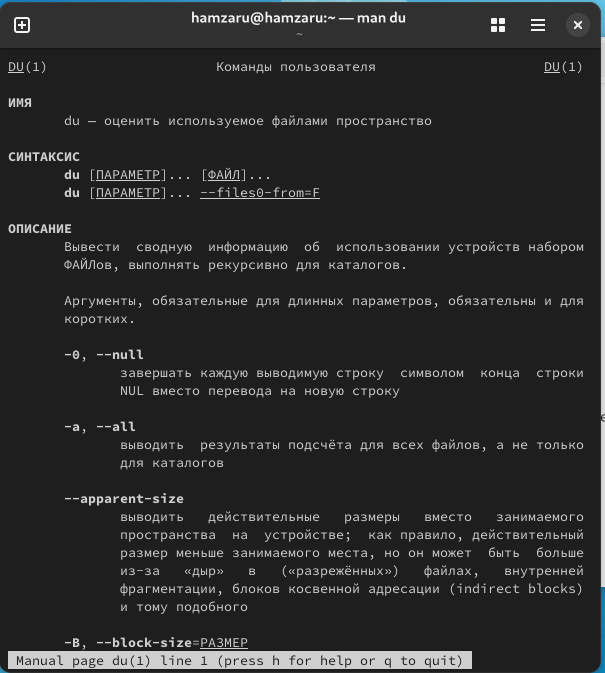 hamzaru@hamzaru:~ — man du
~
DU(1) Команды пользователя DU(1)
ИМЯ
du — оценить используемое файлами пространство
СИНТАКСИС
du [ПАРАМЕТР]... [ФАЙЛ]...
du [ПАРАМЕТР]... --files0-from=F
ОПИСАНИЕ
Вывести сводную информацию об использовании устройств набором
ФАЙЛов, выполнять рекурсивно для каталогов.
Аргументы, обязательные для длинных параметров, обязательны и для
коротких.
-0, --null
завершать каждую выводимую строку символом конца строки
NUL вместо перевода на новую строку
-a, --all
выводить результаты подсчёта для всех файлов, а не только
для каталогов
--apparent-size
выводить действительные размеры вместо занимаемого
пространства на устройстве; как правило, действительный
размер меньше занимаемого места, но он может быть больше
из-за «дыр» в («разрежённых») файлах, внутренней
фрагментации, блоков косвенной адресации (indirect blocks)
и тому подобного
-B, --block-size=РАЗМЕР
Manual page du(1) line 1 (press h for help or q to quit)